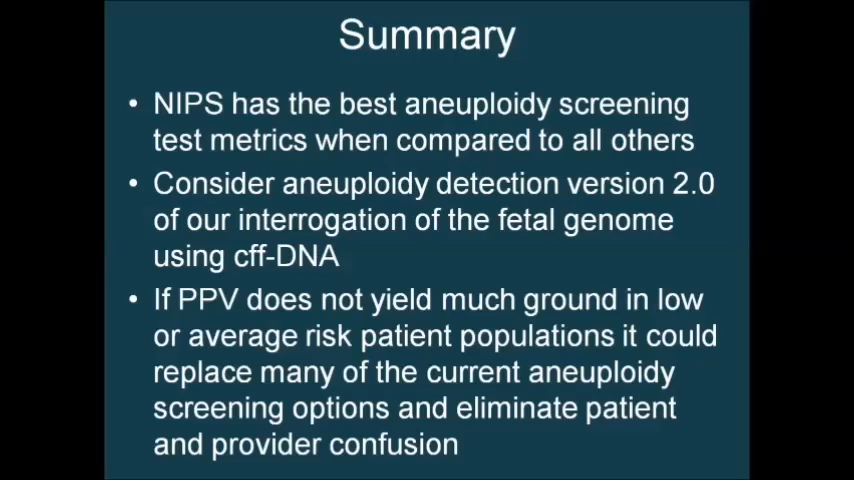 Summary
• NIPS has the best aneuploidy screening
test metrics when compared to all others
• Consider aneuploidy detection version 2.0
of our interrogation of the fetal genome
using cff-DNA
• If PPV does not yield much ground in low
or average risk patient populations it could
replace many of the current aneuploidy
screening options and eliminate patient
and provider confusion